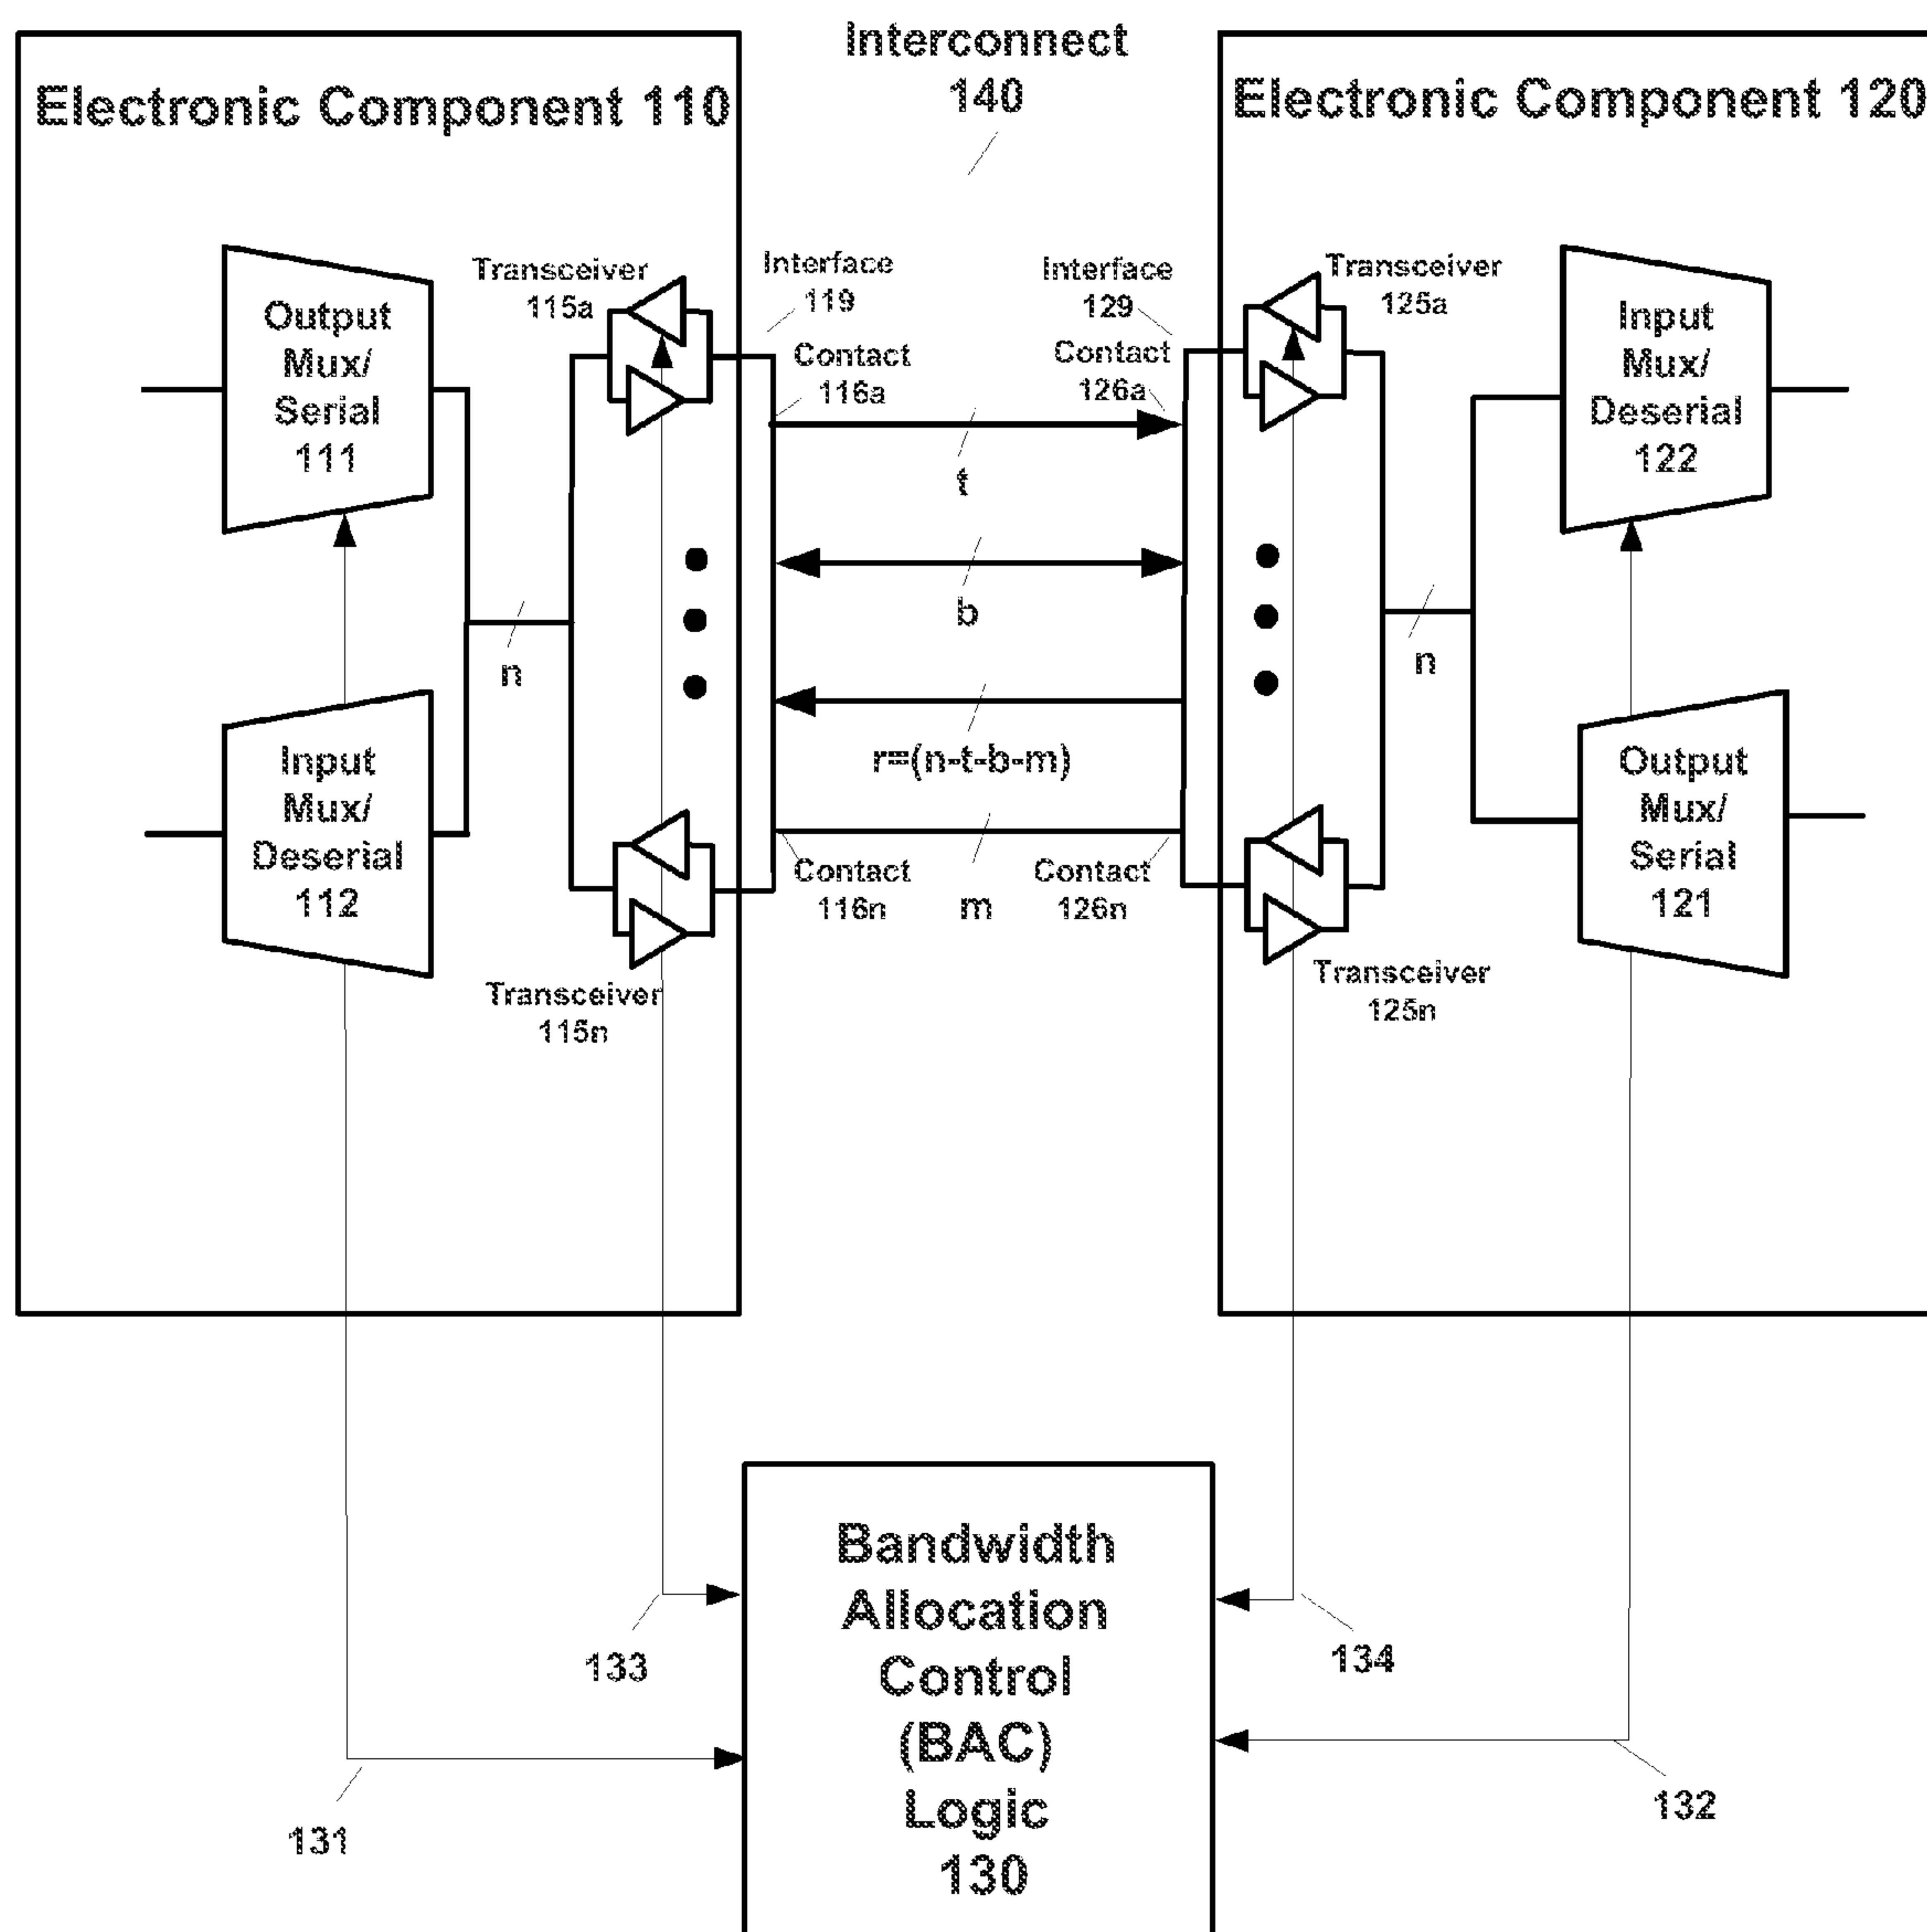 Interconnect
140
Electronic Component 110
Electronic Component 120
Output
Mux/
Serial
111
Transceiver
115a
Interface
119
Contact
116a
Interface
129
Contact
126a
Transceiver
125a
Input
Mux/
Deserial
122
t
b
n
n
r=(n-t-b-m)
m
Input
Mux/
Deserial
112
Contact
116n
Contact
126n
Output
Mux/
Serial
121
Transceiver
115n
Transceiver
125n
Bandwidth
Allocation
Control
(BAC)
Logic
130
133
134
131
132